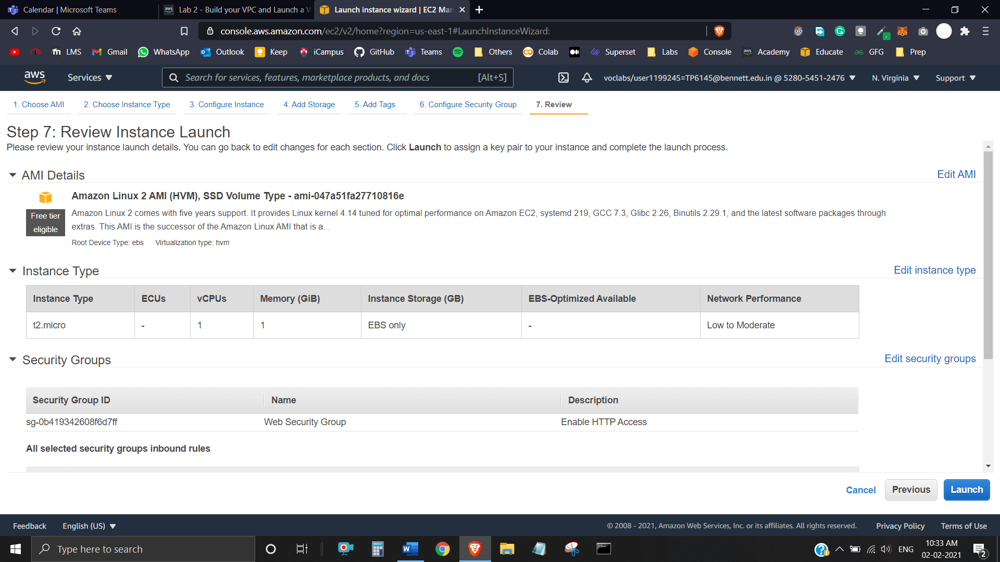 Calendar | Microsoft Teams
aws Lab 2 - Build your VPC and Launch a W
Launch instance wizard | EC2 Man
console.aws.amazon.com/ec2/v2/home?region=us-east-1#LaunchInstanceWizard:
LMS Gmail WhatsApp Outlook Keep iCampus GitHub Teams Others Colab Superset Labs Console aws Academy Educate GFG Prep
aws Services Search for services, features, marketplace products, and docs [Alt+S] voclabs/user1199245=TP6145@bennett.edu.in @ 5280-5451-2476 N. Virginia Support
1. Choose AMI 2. Choose Instance Type 3. Configure Instance 4. Add Storage 5. Add Tags 6. Configure Security Group 7. Review
Step 7: Review Instance Launch
Please review your instance launch details. You can go back to edit changes for each section. Click Launch to assign a key pair to your instance and complete the launch process.
AMI Details Edit AMI
Amazon Linux 2 AMI (HVM), SSD Volume Type - ami-047a51fa27710816e
Free tier eligible
Amazon Linux 2 comes with five years support. It provides Linux kernel 4.14 tuned for optimal performance on Amazon EC2, systemd 219, GCC 7.3, Glibc 2.26, Binutils 2.29.1, and the latest software packages through
extras. This AMI is the successor of the Amazon Linux AMI that is a...
Root Device Type: ebs Virtualization type: hvm
Instance Type Edit instance type
Instance Type ECUs vCPUs Memory (GiB) Instance Storage (GB) EBS-Optimized Available Network Performance
t2.micro - 1 1 EBS only - Low to Moderate
Security Groups Edit security groups
Security Group ID Name Description
sg-0b419342608f6d7ff Web Security Group Enable HTTP Access
All selected security groups inbound rules
Cancel Previous Launch
Feedback English (US) © 2008 - 2021, Amazon Web Services, Inc. or its affiliates. All rights reserved. Privacy Policy Terms of Use
Type here to search ENG 10:33 AM
02-02-2021 2